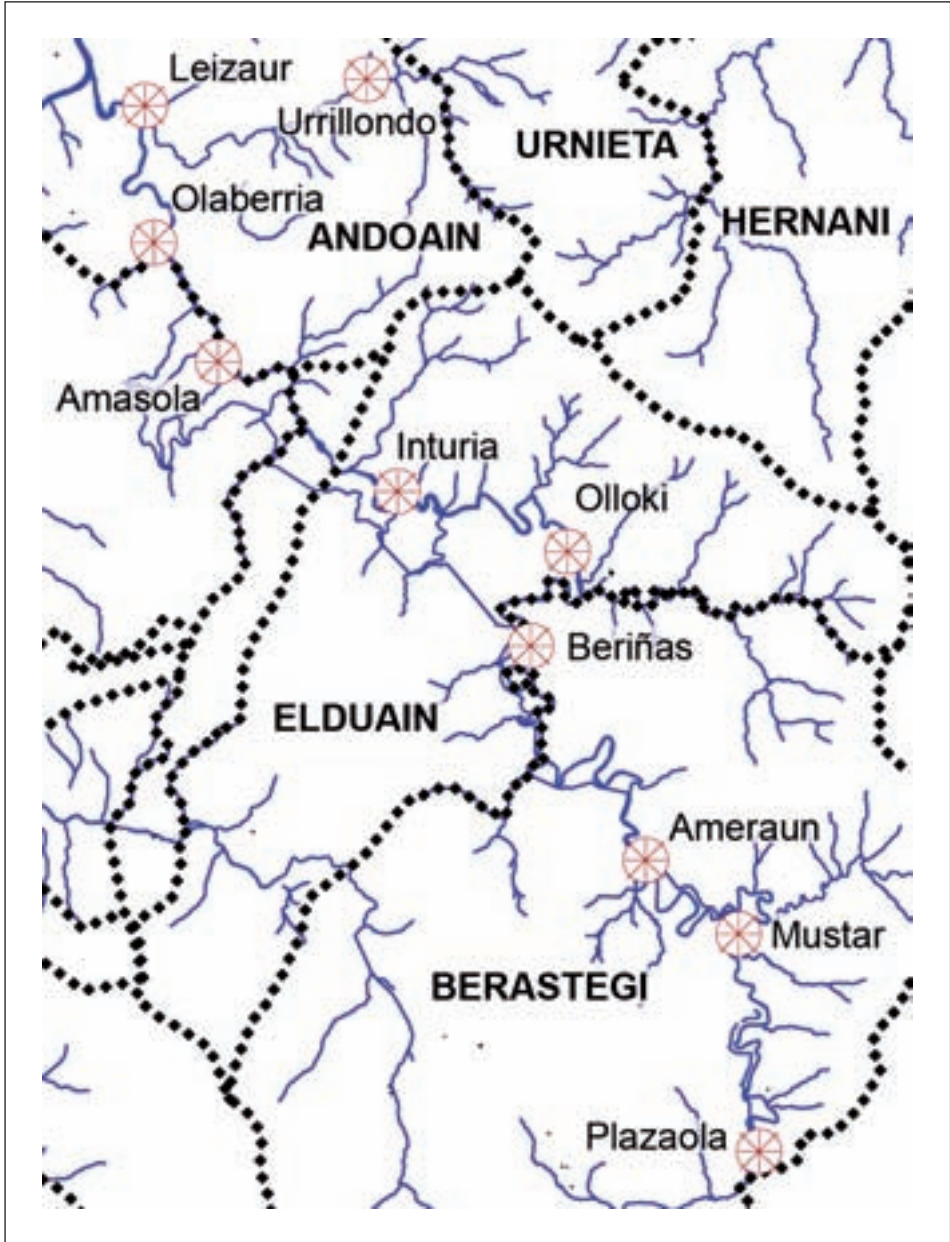 Leizaur
Urrillondo
URNIETA
Olaberria
HERNANI
ANDOAIN
Amasola
Inturia
Olloki
Beriñas
ELDUAIN
Ameraun
Mustar
BERASTEGI
Plazaola